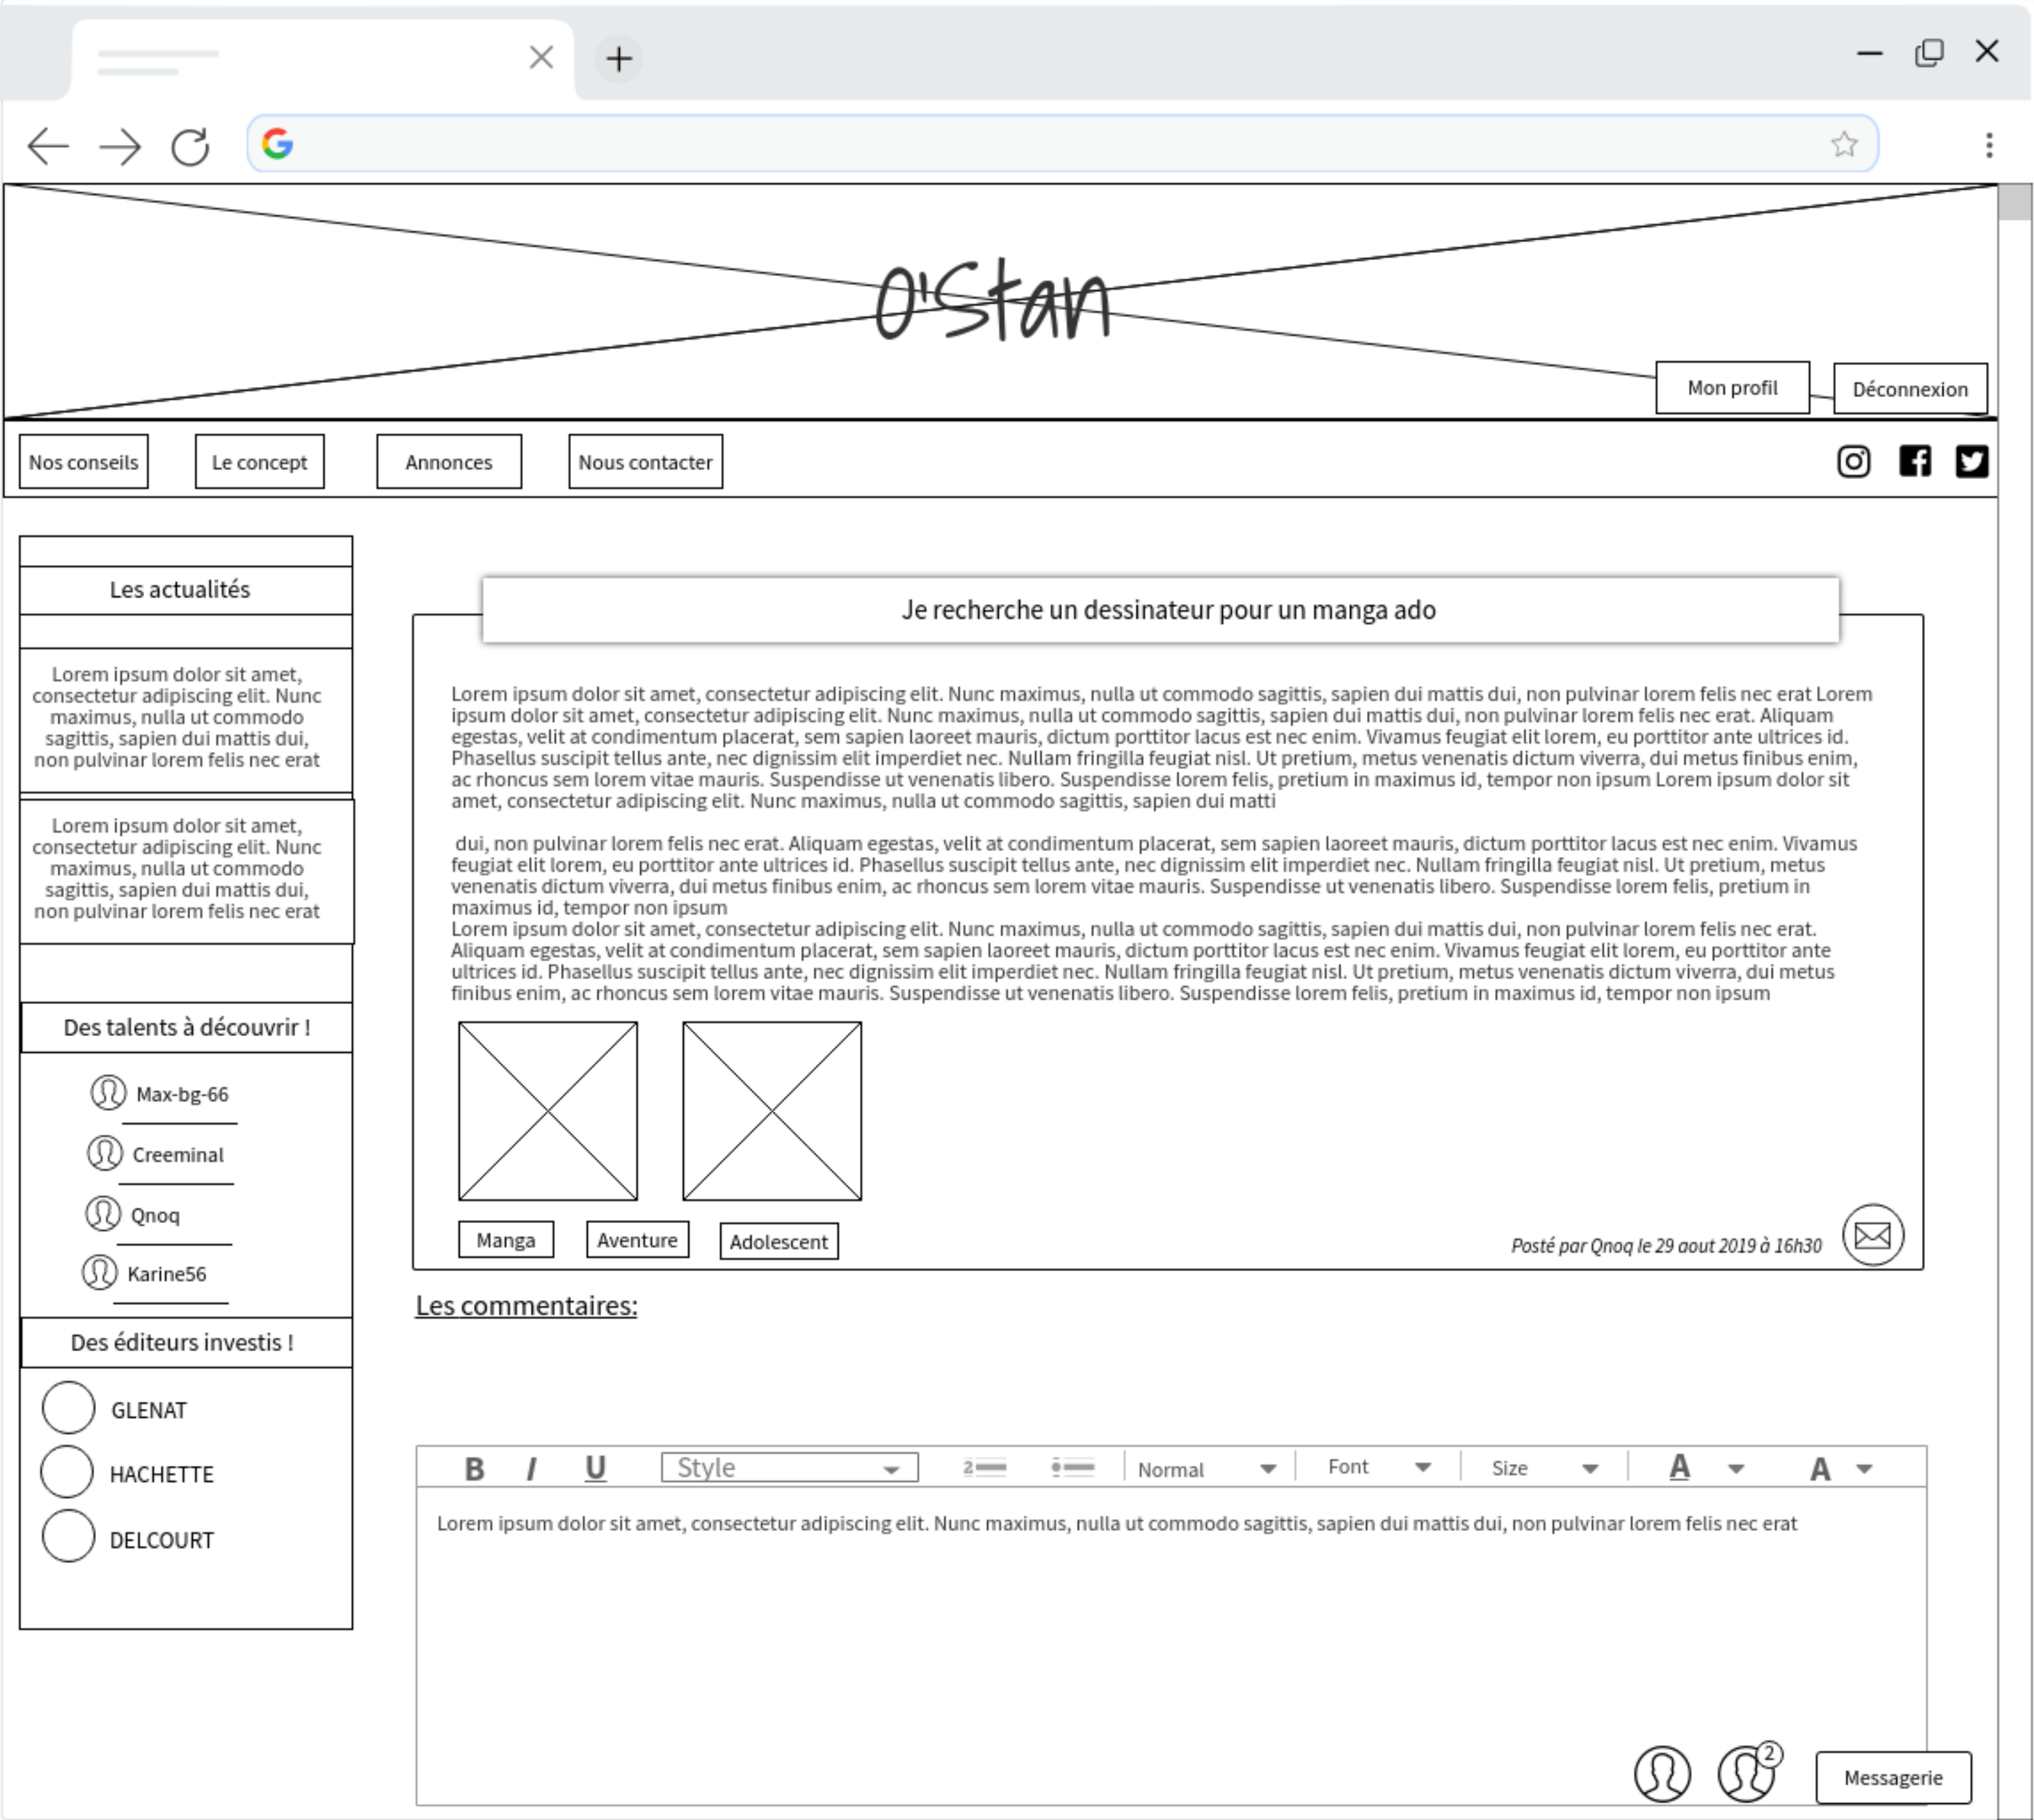 O'Stan
Mon profil
Déconnexion
Nos conseils
Le concept
Annonces
Nous contacter
Les actualités
Lorem ipsum dolor sit amet,
consectetur adipiscing elit. Nunc
maximus, nulla ut commodo
sagittis, sapien dui mattis dui,
non pulvinar lorem felis nec erat
Lorem ipsum dolor sit amet,
consectetur adipiscing elit. Nunc
maximus, nulla ut commodo
sagittis, sapien dui mattis dui,
non pulvinar lorem felis nec erat
Des talents à découvrir !
Max-bg-66
Creeminal
Qnoq
Karine56
Des éditeurs investis !
GLENAT
HACHETTE
DELCOURT
Je recherche un dessinateur pour un manga ado
Lorem ipsum dolor sit amet, consectetur adipiscing elit. Nunc maximus, nulla ut commodo sagittis, sapien dui mattis dui, non pulvinar lorem felis nec erat Lorem
ipsum dolor sit amet, consectetur adipiscing elit. Nunc maximus, nulla ut commodo sagittis, sapien dui mattis dui, non pulvinar lorem felis nec erat. Aliquam
egestas, velit at condimentum placerat, sem sapien laoreet mauris, dictum porttitor lacus est nec enim. Vivamus feugiat elit lorem, eu porttitor ante ultrices id.
Phasellus suscipit tellus ante, nec dignissim elit imperdiet nec. Nullam fringilla feugiat nisl. Ut pretium, metus venenatis dictum viverra, dui metus finibus enim,
ac rhoncus sem lorem vitae mauris. Suspendisse ut venenatis libero. Suspendisse lorem felis, pretium in maximus id, tempor non ipsum Lorem ipsum dolor sit
amet, consectetur adipiscing elit. Nunc maximus, nulla ut commodo sagittis, sapien dui matti
dui, non pulvinar lorem felis nec erat. Aliquam egestas, velit at condimentum placerat, sem sapien laoreet mauris, dictum porttitor lacus est nec enim. Vivamus
feugiat elit lorem, eu porttitor ante ultrices id. Phasellus suscipit tellus ante, nec dignissim elit imperdiet nec. Nullam fringilla feugiat nisl. Ut pretium, metus
venenatis dictum viverra, dui metus finibus enim, ac rhoncus sem lorem vitae mauris. Suspendisse ut venenatis libero. Suspendisse lorem felis, pretium in
maximus id, tempor non ipsum
Lorem ipsum dolor sit amet, consectetur adipiscing elit. Nunc maximus, nulla ut commodo sagittis, sapien dui mattis dui, non pulvinar lorem felis nec erat.
Aliquam egestas, velit at condimentum placerat, sem sapien laoreet mauris, dictum porttitor lacus est nec enim. Vivamus feugiat elit lorem, eu porttitor ante
ultrices id. Phasellus suscipit tellus ante, nec dignissim elit imperdiet nec. Nullam fringilla feugiat nisl. Ut pretium, metus venenatis dictum viverra, dui metus
finibus enim, ac rhoncus sem lorem vitae mauris. Suspendisse ut venenatis libero. Suspendisse lorem felis, pretium in maximus id, tempor non ipsum
Manga
Aventure
Adolescent
Posté par Qnoq le 29 aout 2019 à 16h30
Les commentaires:
B I U Style 2 Normal Font Size A A
Lorem ipsum dolor sit amet, consectetur adipiscing elit. Nunc maximus, nulla ut commodo sagittis, sapien dui mattis dui, non pulvinar lorem felis nec erat
2
Messagerie